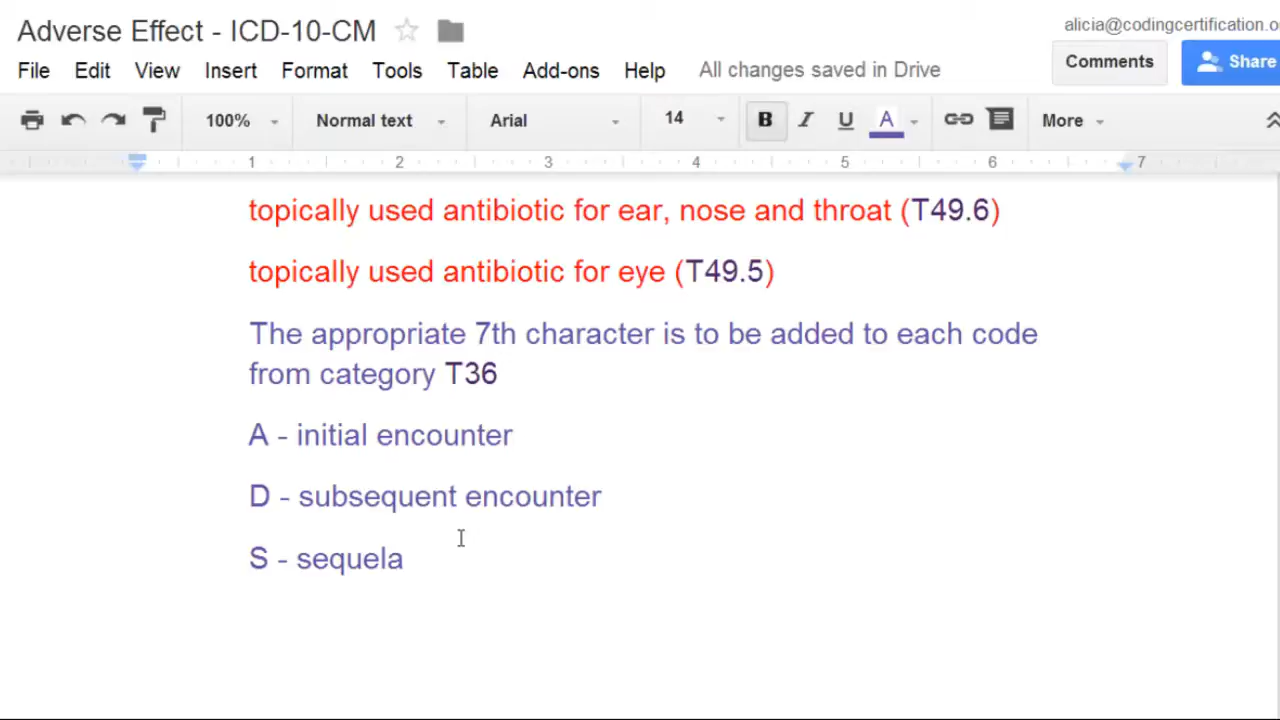 Adverse Effect - ICD-10-CM
alicia@codingcertification.o
File Edit View Insert Format Tools Table Add-ons Help All changes saved in Drive
Comments Share
100% Normal text Arial 14 B I U A More
1 2 3 4 5 6 7
topically used antibiotic for ear, nose and throat (T49.6)
topically used antibiotic for eye (T49.5)
The appropriate 7th character is to be added to each code
from category T36
A - initial encounter
D - subsequent encounter
S - sequela